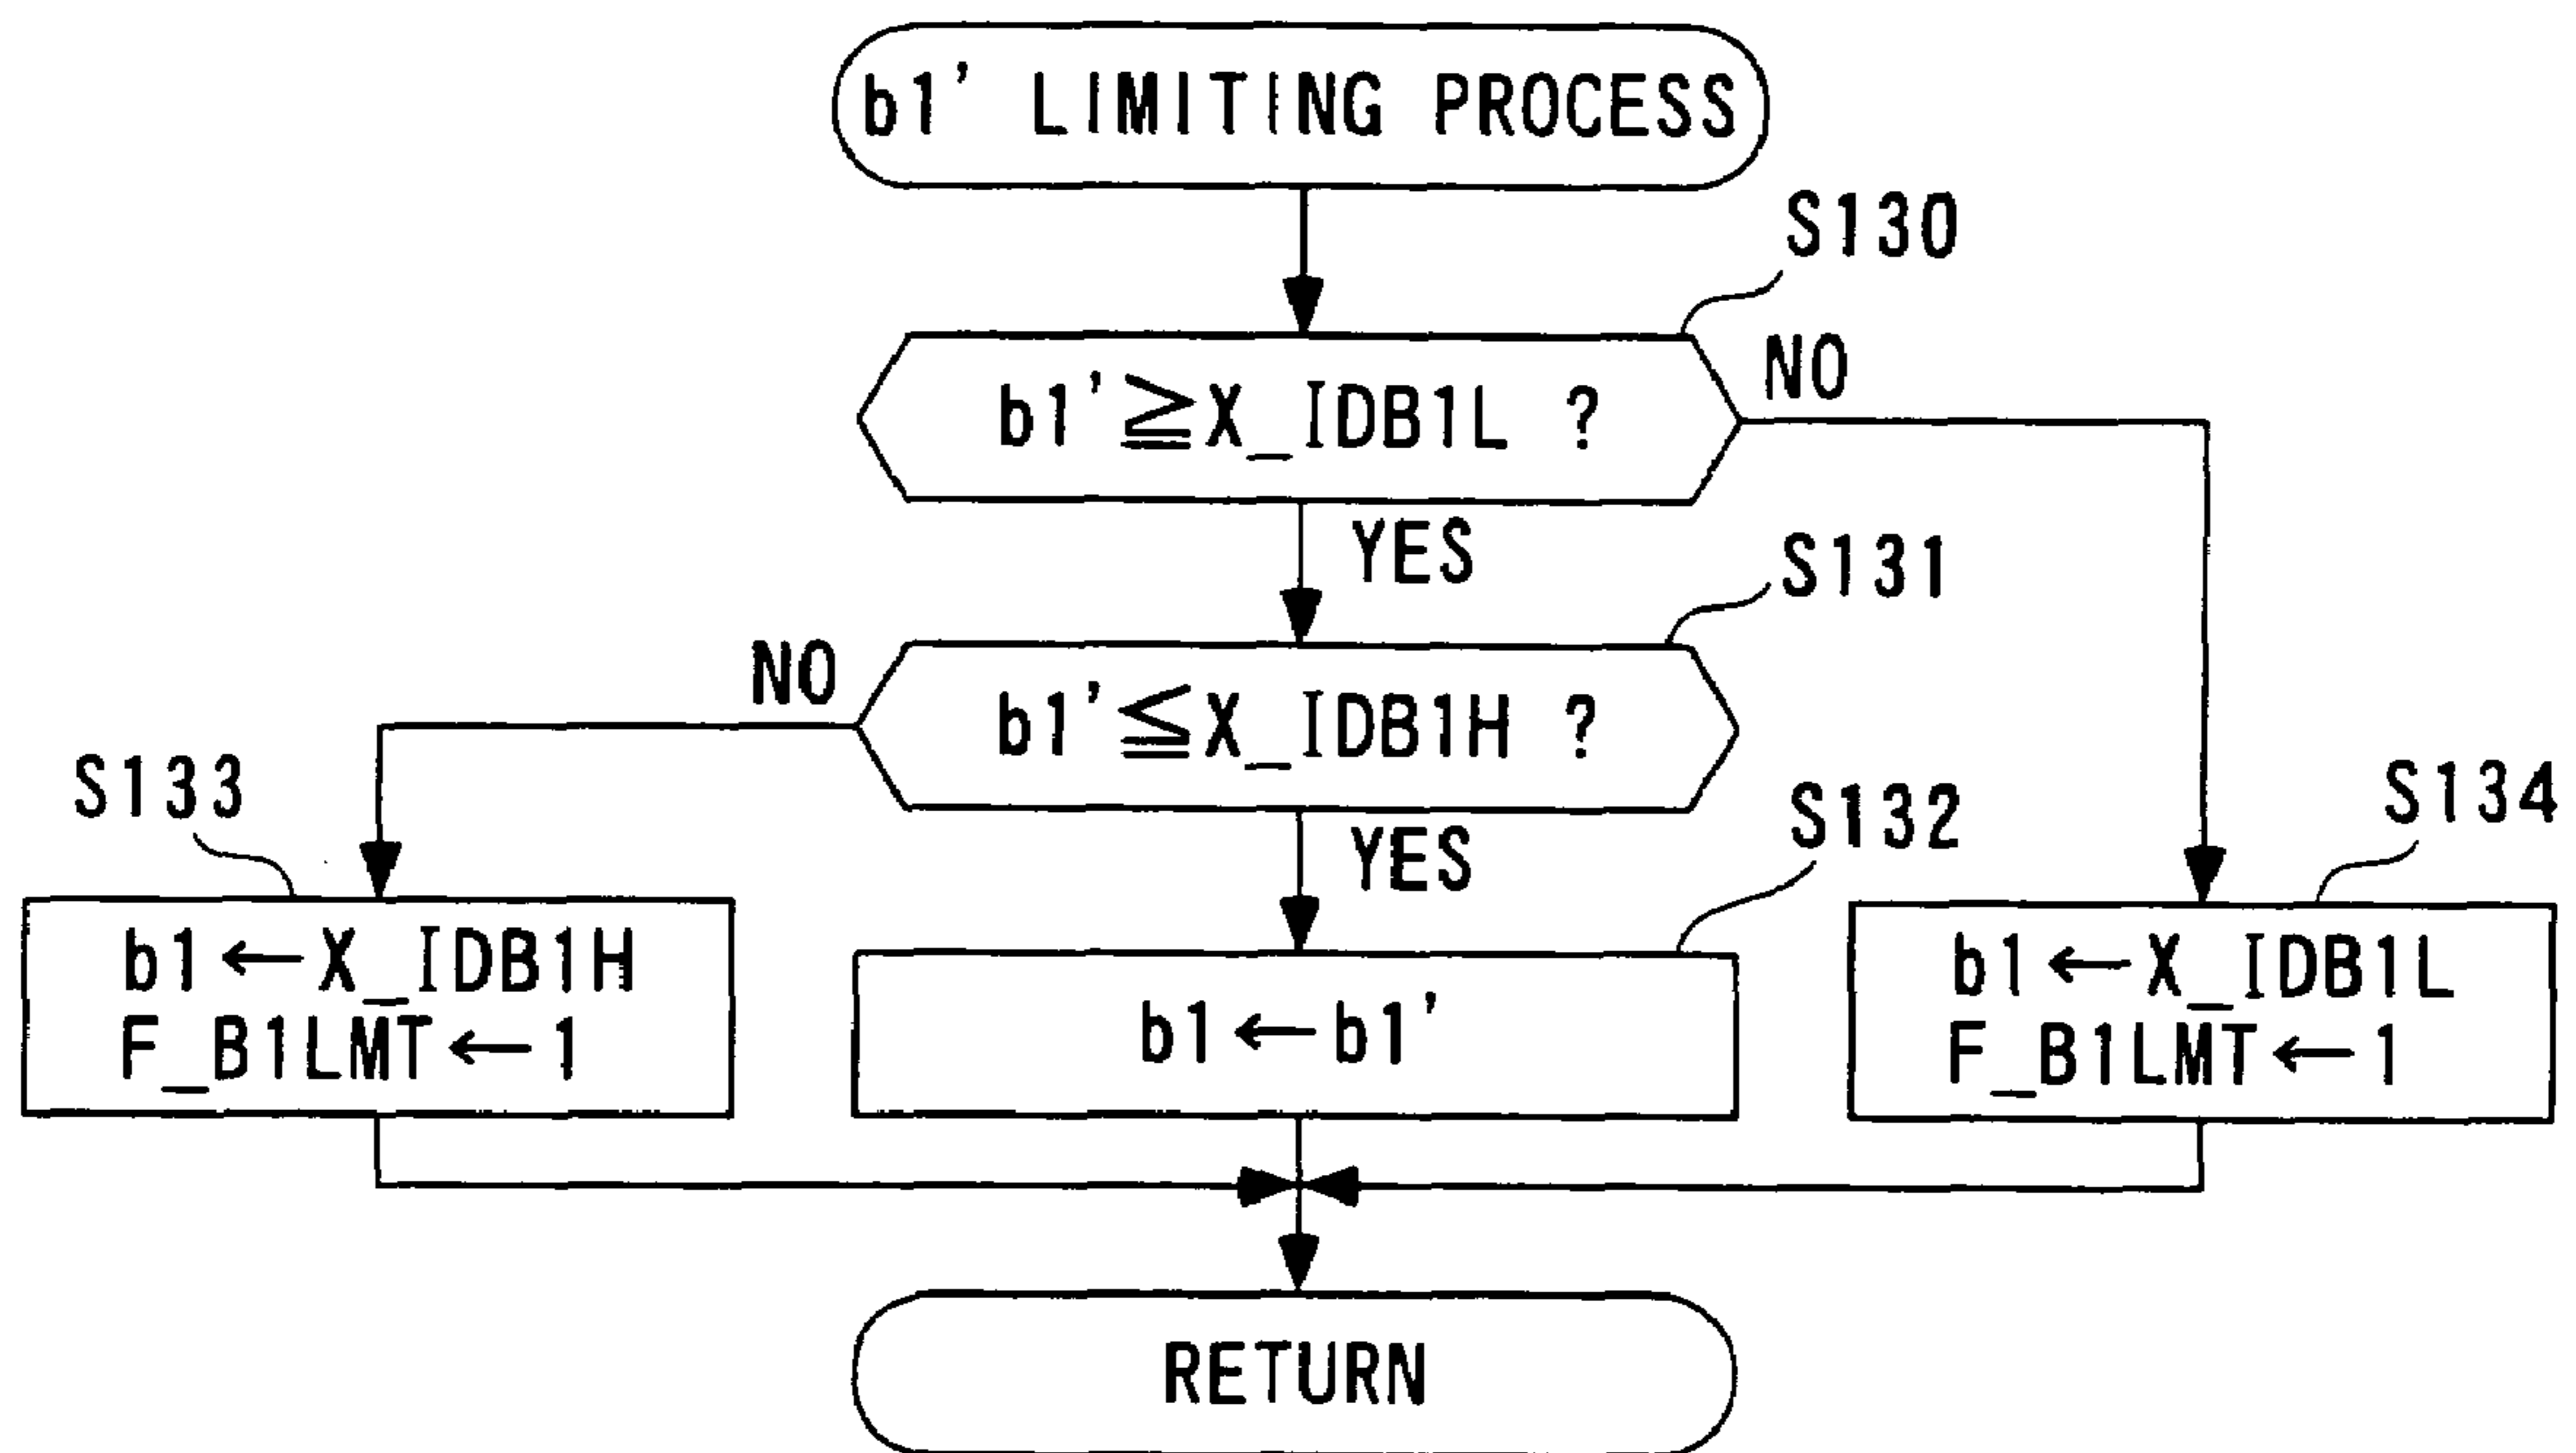 b1' LIMITING PROCESS
S130
b1'≧X_IDB1L ?
NO
YES
S131
b1'≦X_IDB1H ?
NO
YES
S133
S132
S134
b1←X_IDB1H
F_B1LMT←1
b1←b1'
b1←X_IDB1L
F_B1LMT←1
RETURN